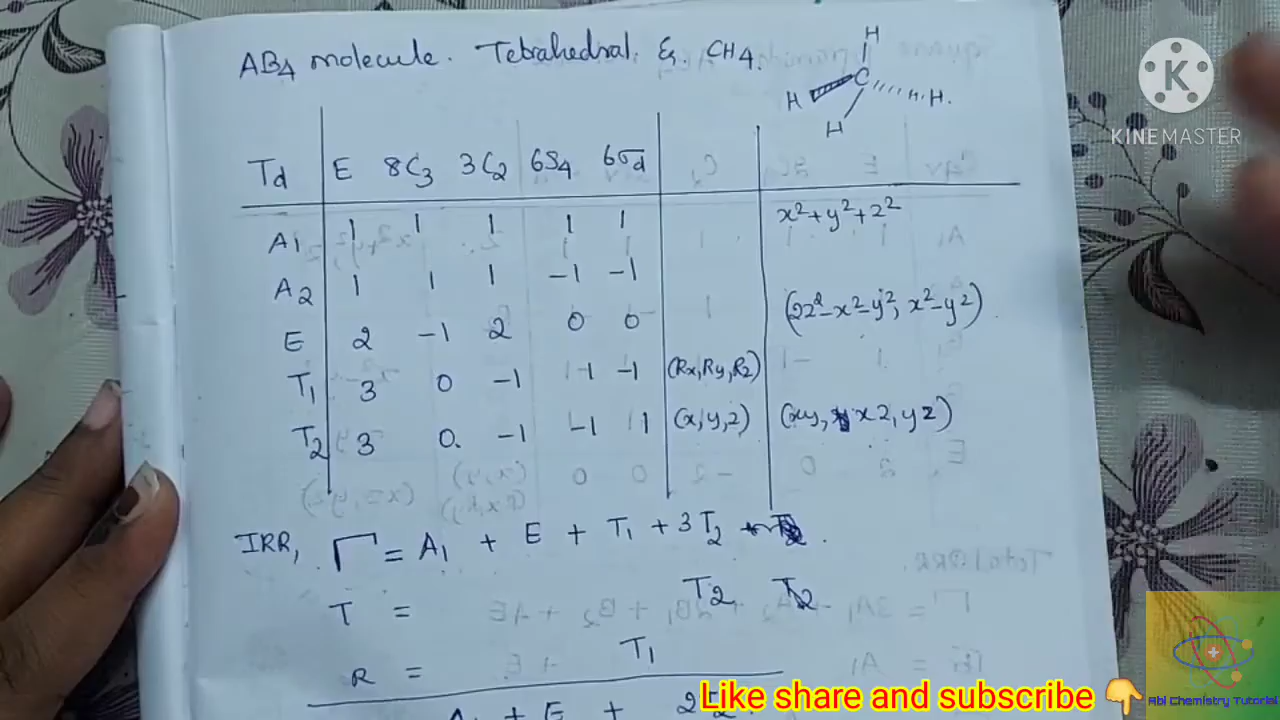 AB4 molecule. Tetrahedral. Eg. CH4.
H
C
H
H.
H
KINEMASTER
Td E 8C3 3C2 6S4 6σd
A1 1 1 1 1 1 x²+y²+z²
A2 1 1 1 -1 -1
E 2 -1 2 0 0 (2z²-x²-y², x²-y²)
T1 3 0 -1 1 -1 (Rx, Ry, Rz)
T2 3 0. -1 -1 1 (x, y, z) (xy, xz, yz)
IRR, Γ = A1 + E + T1 + 3T2
T = T2
R = T1
A1 + E + 2T2.
Like share and subscribe 👇
Abi Chemistry Tutorial